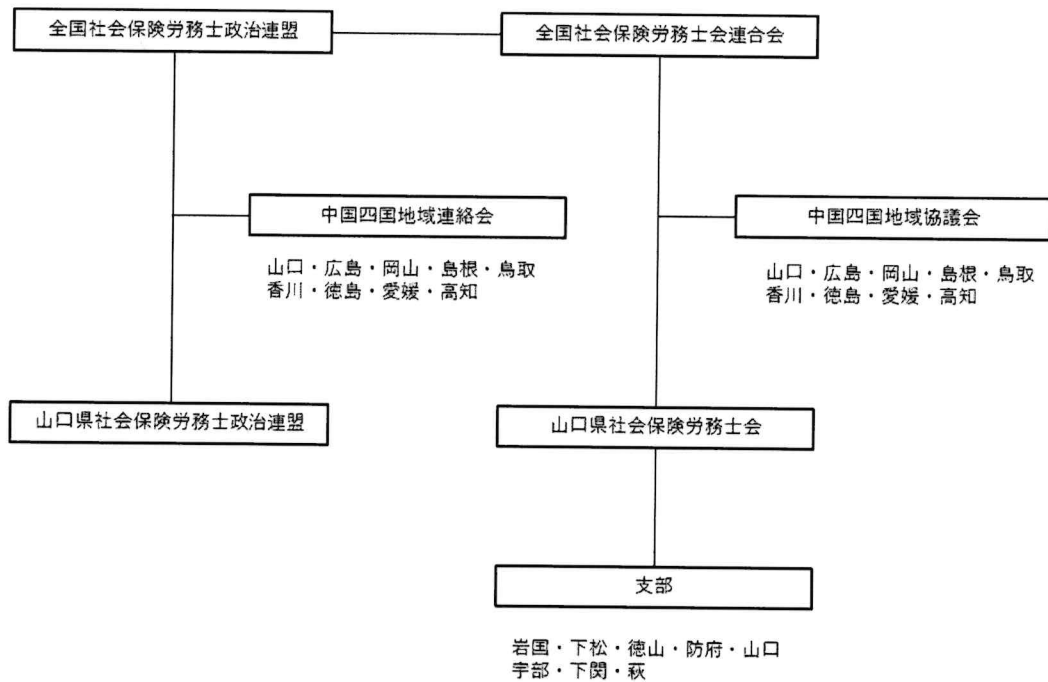 全国社会保険労務士政治連盟
全国社会保険労務士会連合会
中国四国地域連絡会
中国四国地域協議会
山口・広島・岡山・島根・鳥取
香川・徳島・愛媛・高知
山口・広島・岡山・島根・鳥取
香川・徳島・愛媛・高知
山口県社会保険労務士政治連盟
山口県社会保険労務士会
支部
岩国・下松・徳山・防府・山口
宇部・下関・萩